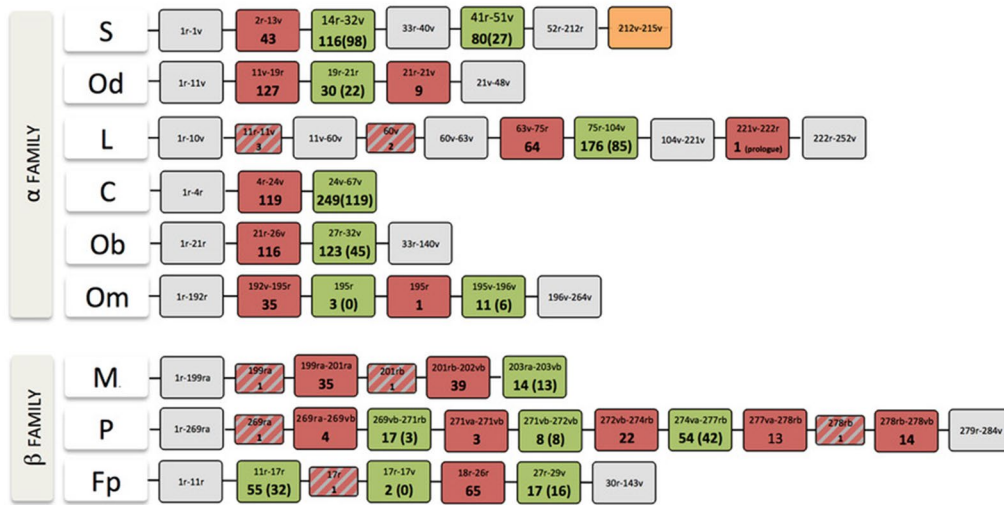 α FAMILY
S
1r-1v
2r-13v
43
14r-32v
116(98)
33r-40v
41r-51v
80(27)
52r-212r
212v-215v
Od
1r-11v
11v-19r
127
19r-21r
30 (22)
21r-21v
9
21v-48v
L
1r-10v
11r-11v
3
11v-60v
60v
2
60v-63v
63v-75r
64
75r-104v
176 (85)
104v-221v
221v-222r
1 (prologue)
222r-252v
C
1r-4r
4r-24v
119
24v-67v
249(119)
Ob
1r-21r
21r-26v
116
27r-32v
123 (45)
33r-140v
Om
1r-192r
192v-195r
35
195r
3 (0)
195r
1
195v-196v
11 (6)
196v-264v
β FAMILY
M.
1r-199ra
199ra
1
199ra-201ra
35
201rb
1
201rb-202vb
39
203ra-203vb
14 (13)
P
1r-269ra
269ra
1
269ra-269vb
4
269vb-271rb
17 (3)
271va-271vb
3
271vb-272vb
8 (8)
272vb-274rb
22
274va-277rb
54 (42)
277va-278rb
13
278rb
1
278rb-278vb
14
279r-284v
Fp
1r-11r
11r-17r
55 (32)
17r
1
17r-17v
2 (0)
18r-26r
65
27r-29v
17 (16)
30r-143v